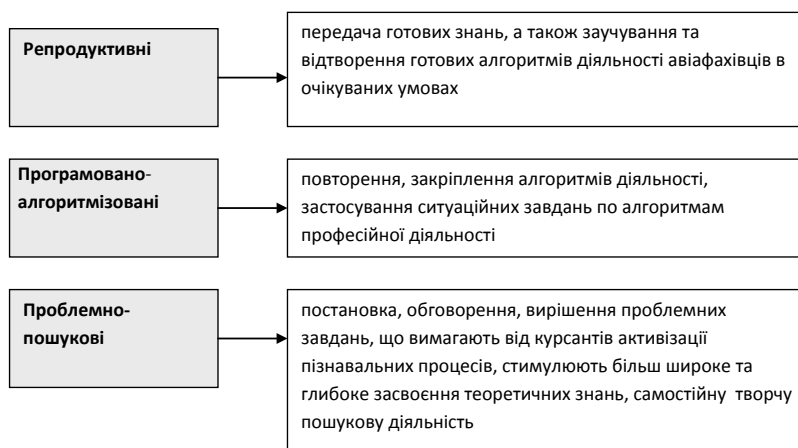 Репродуктивні
передача готових знань, а також заучування та
відтворення готових алгоритмів діяльності авіафахівців в
очікуваних умовах
Програмовано-
алгоритмізовані
повторення, закріплення алгоритмів діяльності,
застосування ситуаційних завдань по алгоритмам
професійної діяльності
Проблемно-
пошукові
постановка, обговорення, вирішення проблемних
завдань, що вимагають від курсантів активізації
пізнавальних процесів, стимулюють більш широке та
глибоке засвоєння теоретичних знань, самостійну творчу
пошукову діяльність